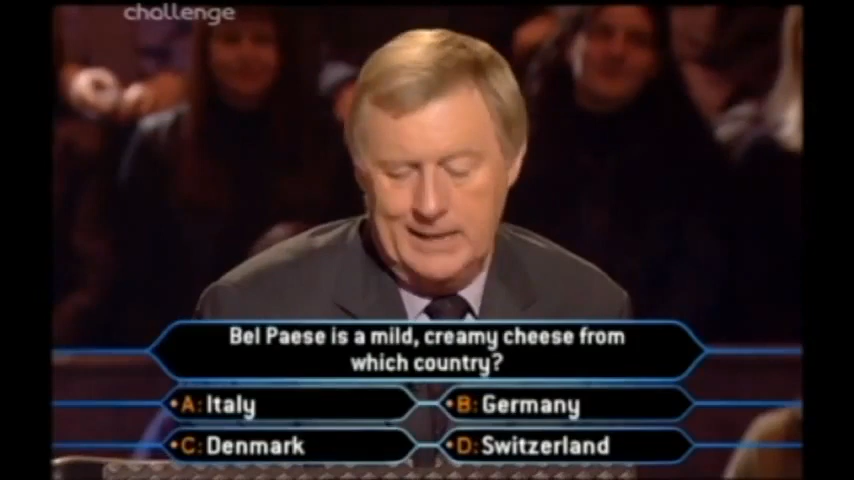 challenge
Bel Paese is a mild, creamy cheese from
which country?
A: Italy
B: Germany
C: Denmark
D: Switzerland